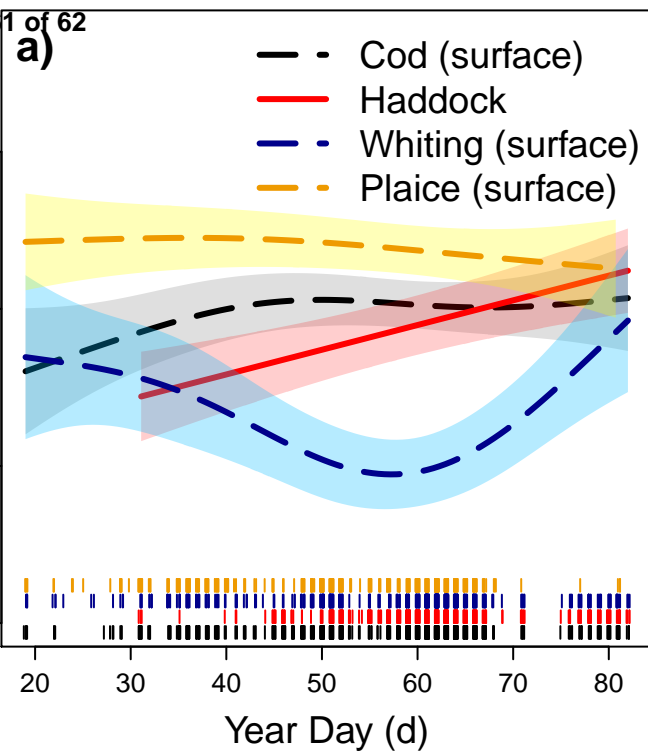 1 of 62
a)
Cod (surface)
Haddock
Whiting (surface)
Plaice (surface)
20 30 40 50 60 70 80
Year Day (d)